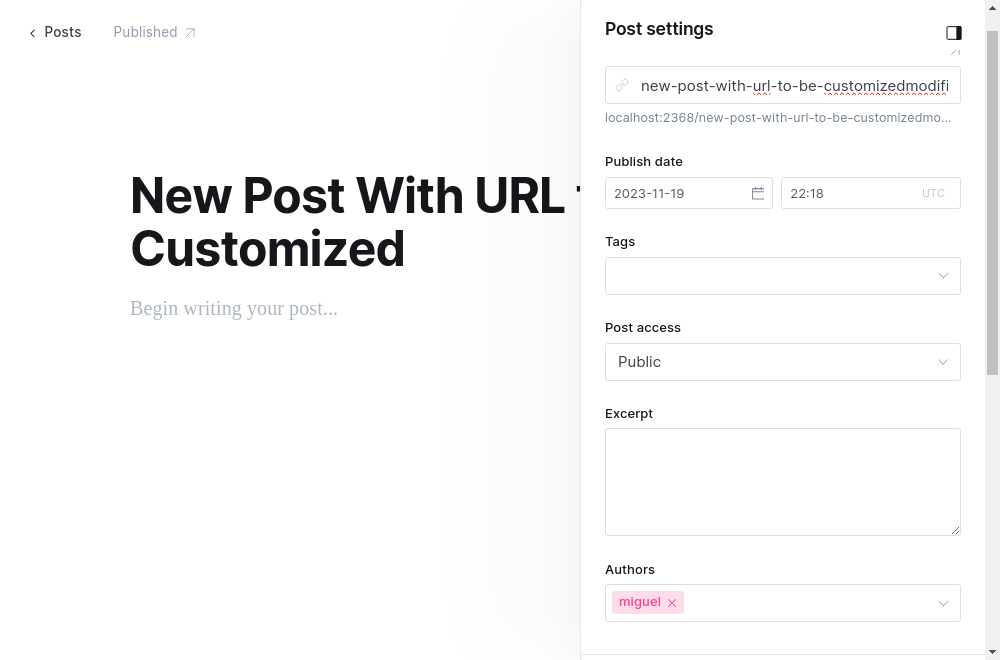 Posts
Published
New Post With URL
Customized
Begin writing your post...
Post settings
new-post-with-url-to-be-customizedmodifi
localhost:2368/new-post-with-url-to-be-customizedmo...
Publish date
2023-11-19
22:18
UTC
Tags
Post access
Public
Excerpt
Authors
miguel